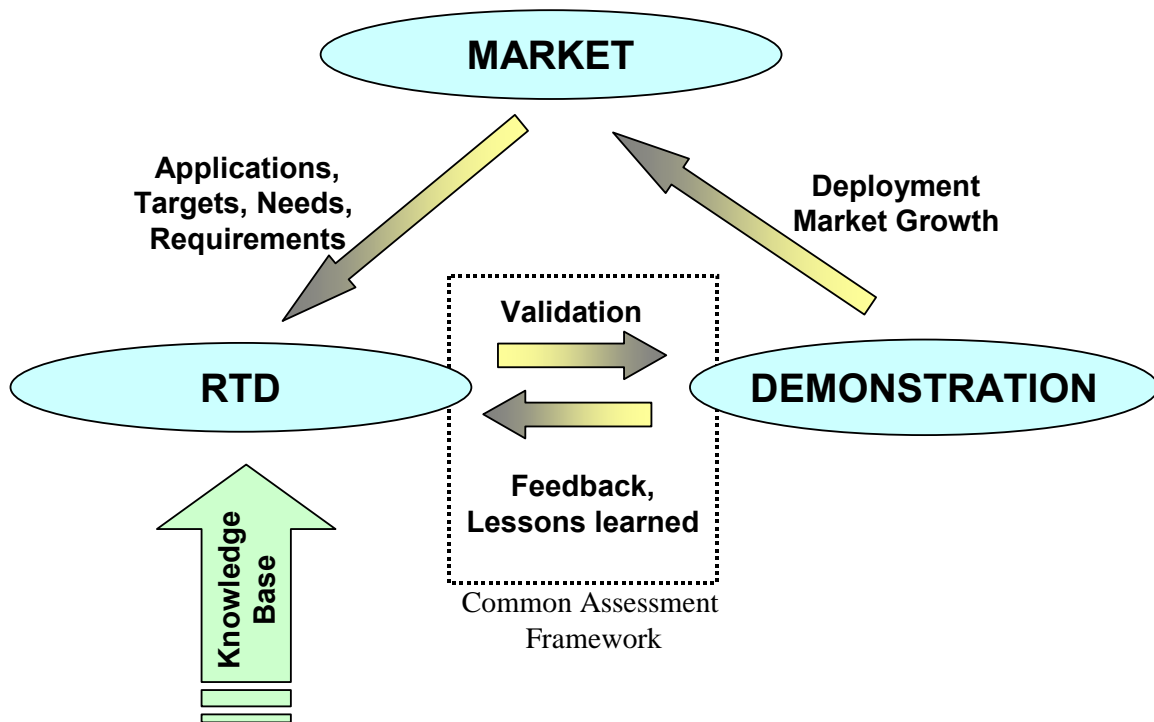 MARKET
Applications,
Targets, Needs,
Requirements
Deployment
Market Growth
Validation
RTD
DEMONSTRATION
Feedback,
Lessons learned
Knowledge
Base
Common Assessment
Framework